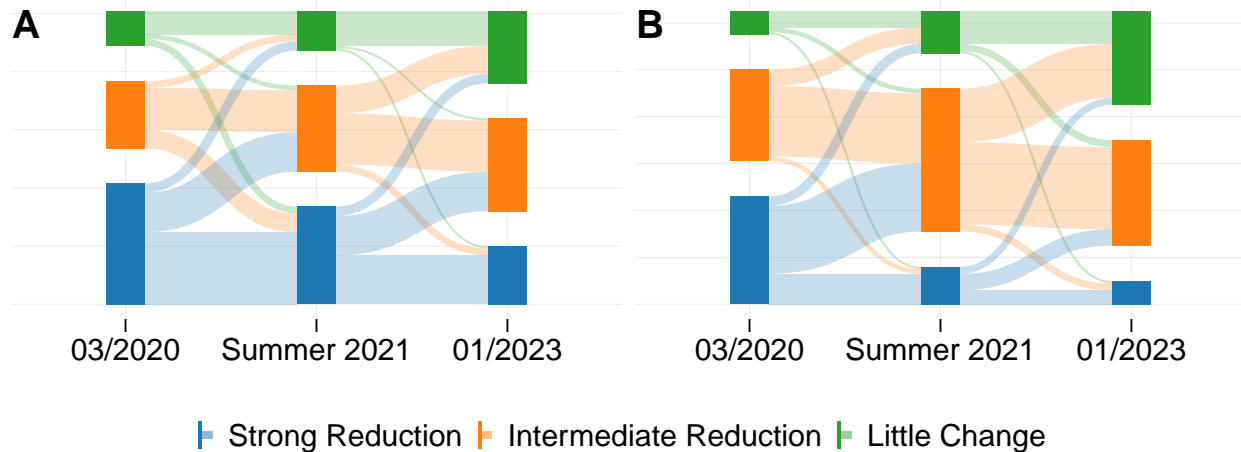 A B
03/2020 Summer 2021 01/2023 03/2020 Summer 2021 01/2023
Strong Reduction Intermediate Reduction Little Change